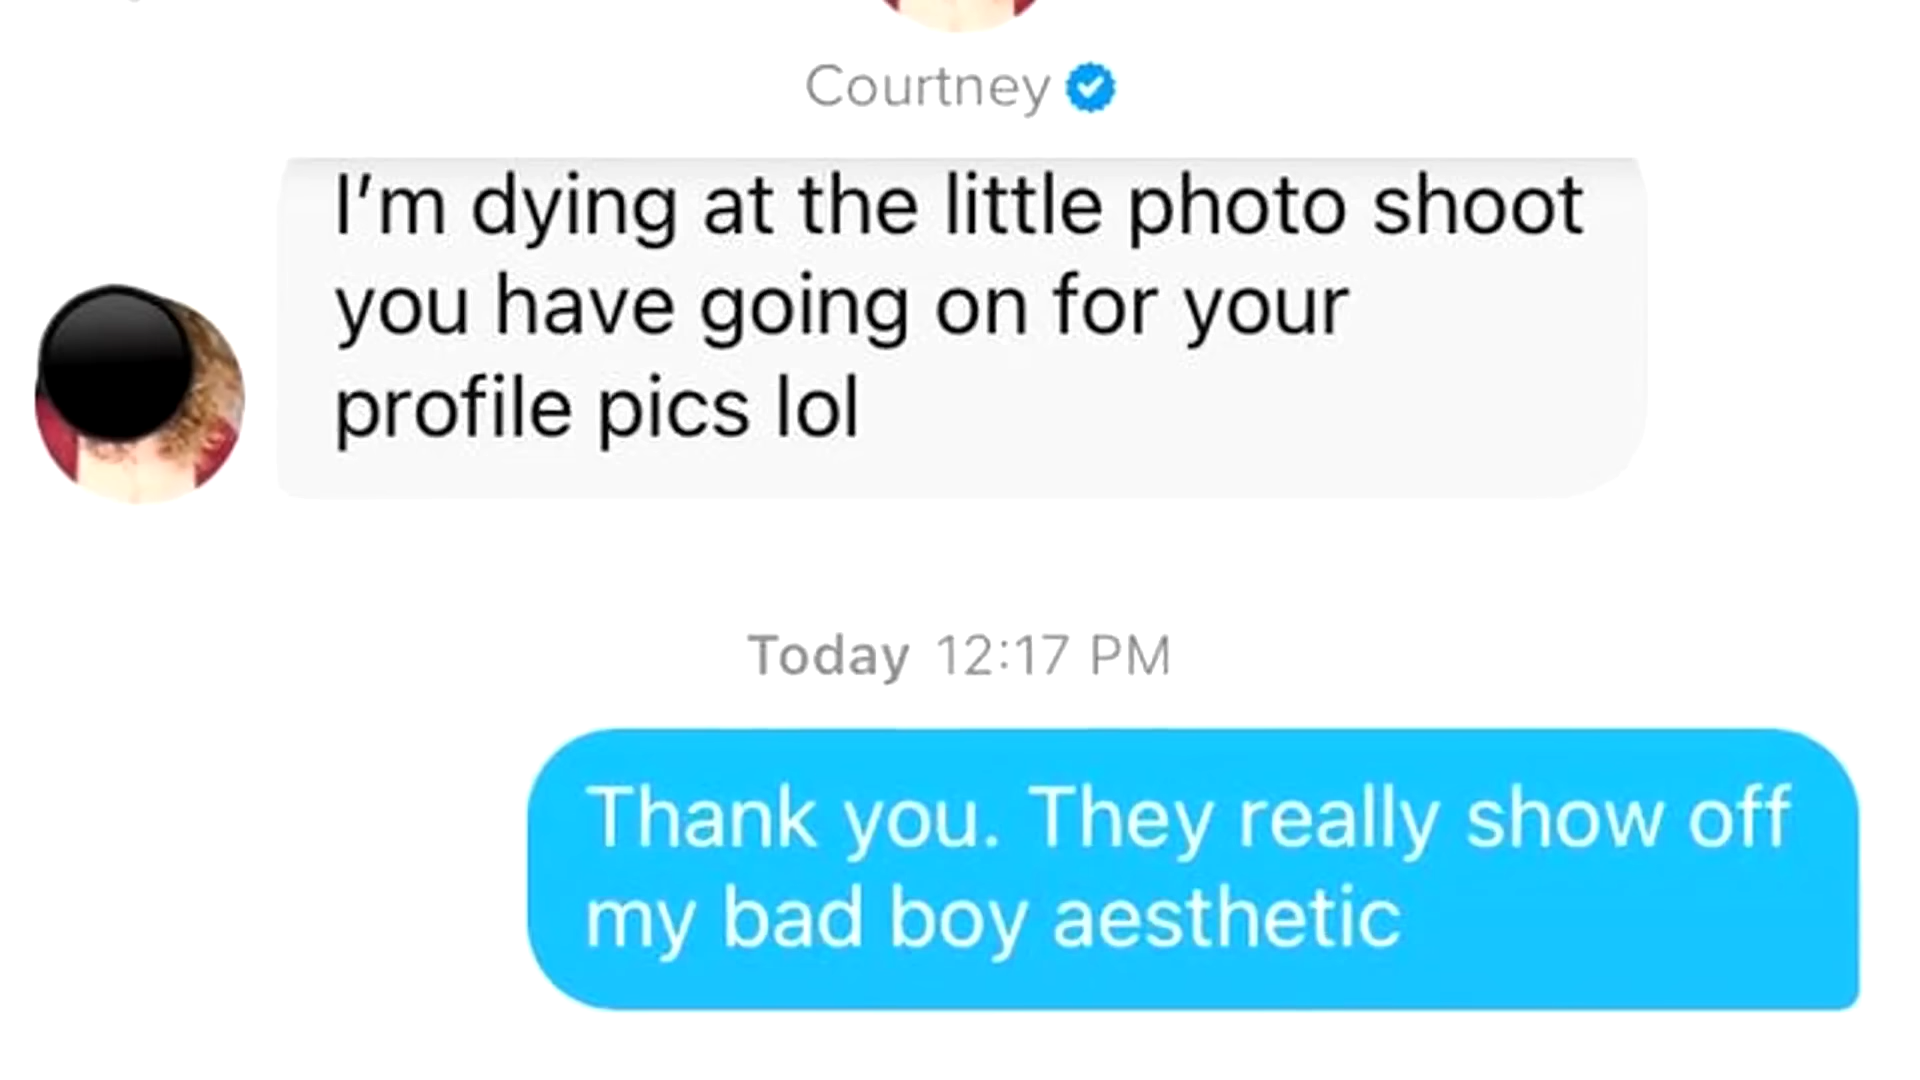 Courtney
I’m dying at the little photo shoot
you have going on for your
profile pics lol
Today 12:17 PM
Thank you. They really show off
my bad boy aesthetic